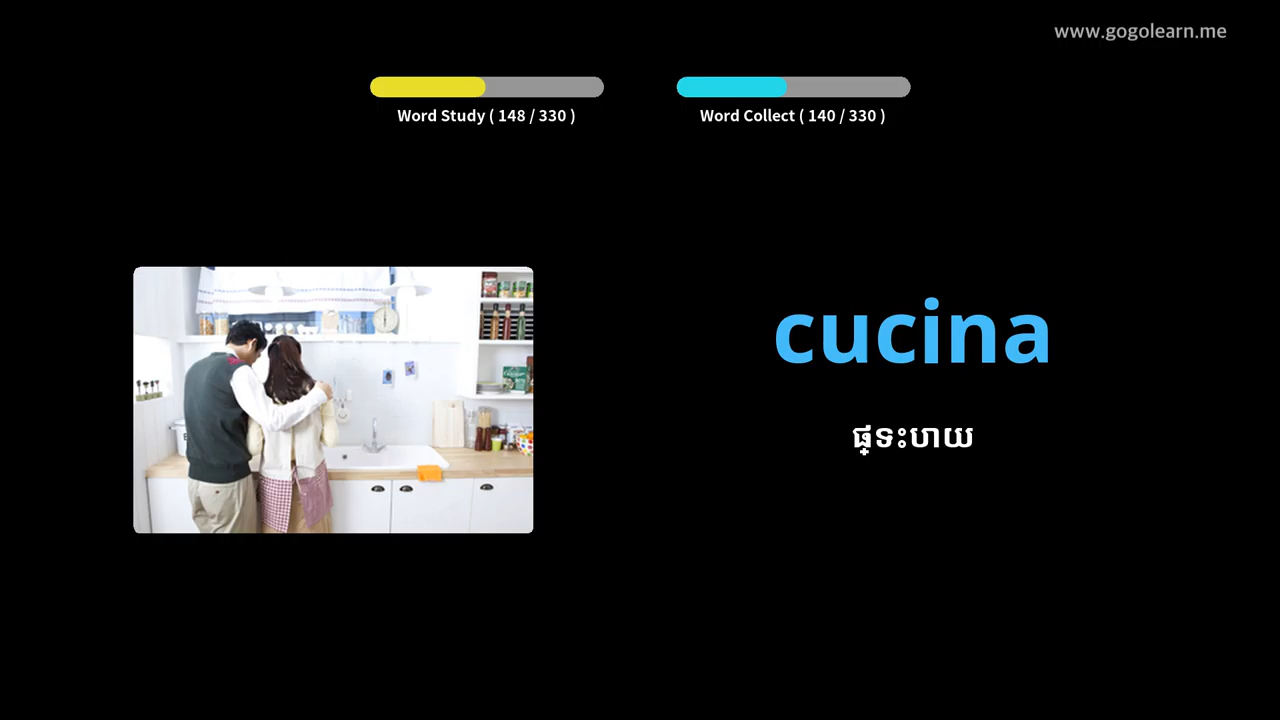 www.gogolearn.me
Word Study ( 148 / 330 )
Word Collect ( 140 / 330 )
cucina
ផ្ទះបាយ